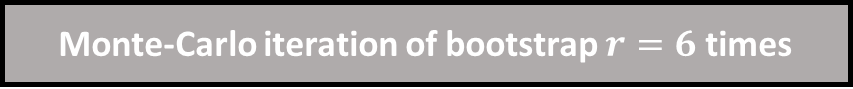 Monte-Carlo iteration of bootstrap r = 6 times